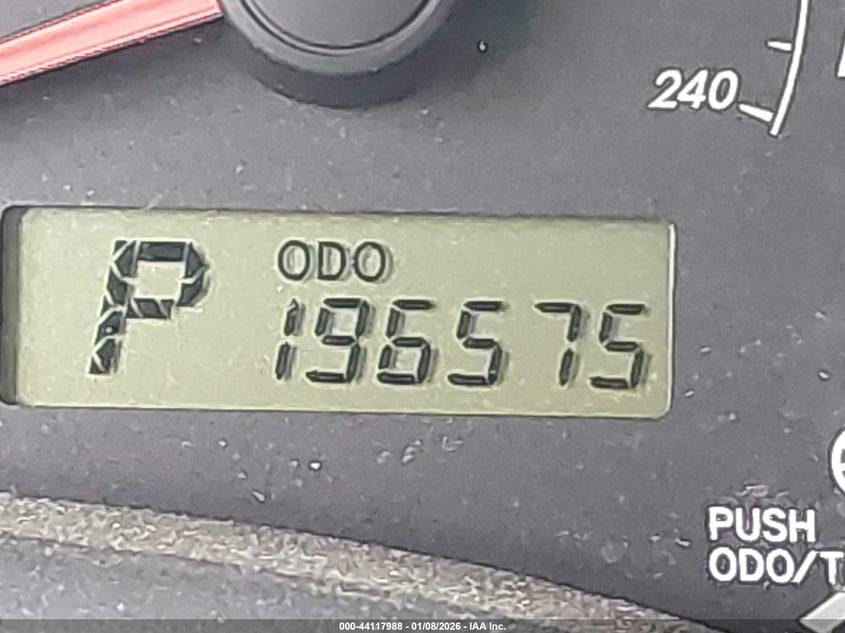 240
P
ODO
196575
PUSH
ODO/T
000-44117988 - 01/08/2026 - IAA Inc.